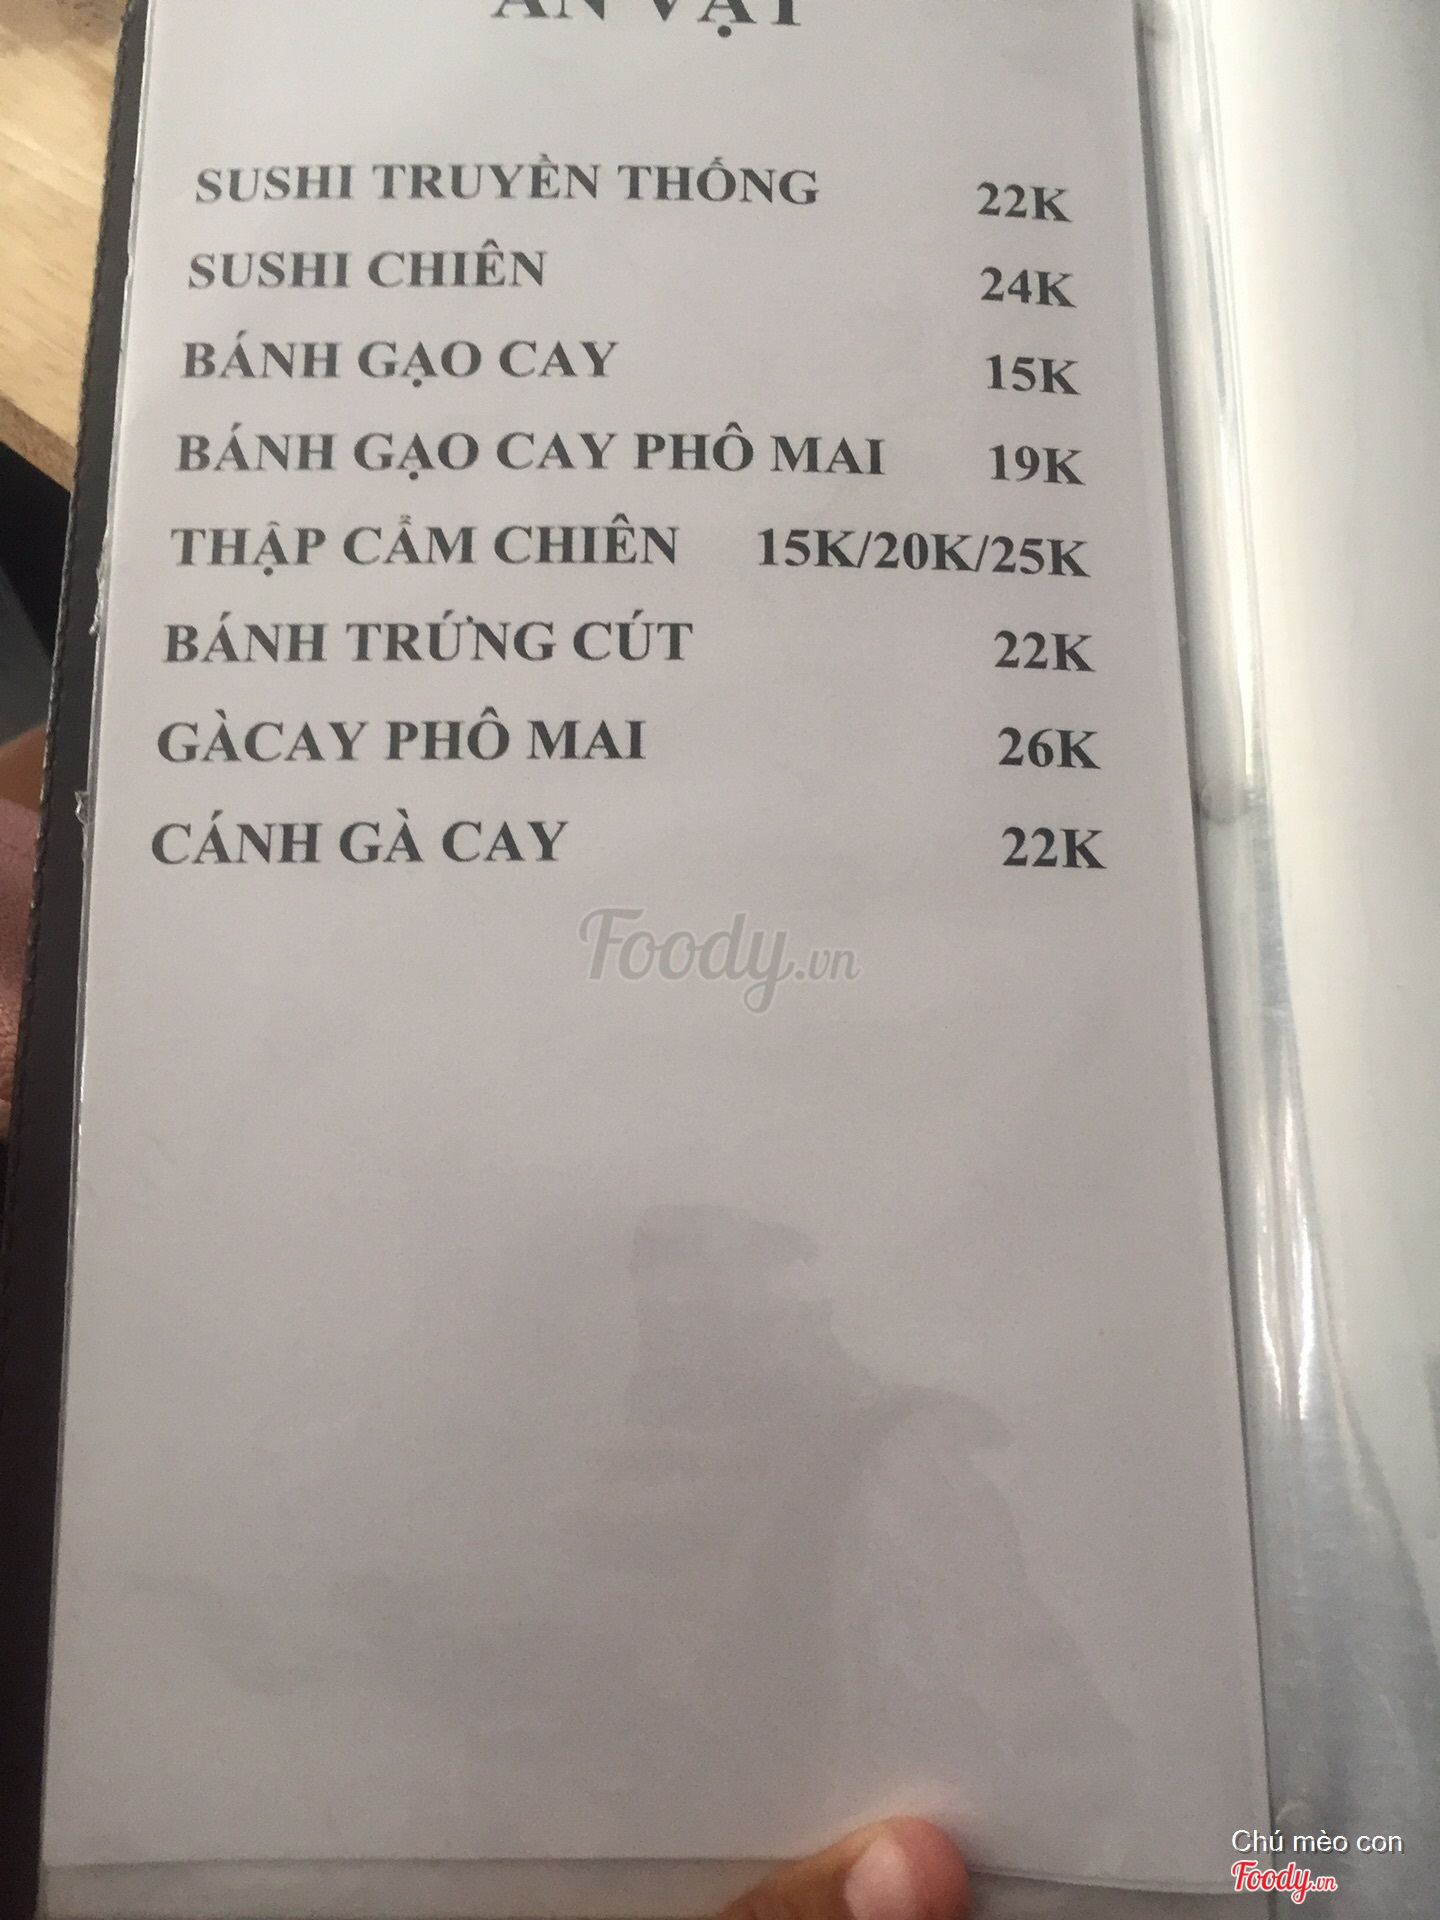 ĂN VẶT
SUSHI TRUYỀN THỐNG 22K
SUSHI CHIÊN 24K
BÁNH GẠO CAY 15K
BÁNH GẠO CAY PHÔ MAI 19K
THẬP CẨM CHIÊN 15K/20K/25K
BÁNH TRỨNG CÚT 22K
GÀCAY PHÔ MAI 26K
CÁNH GÀ CAY 22K
Foody.vn
Chú mèo con
Foody.vn